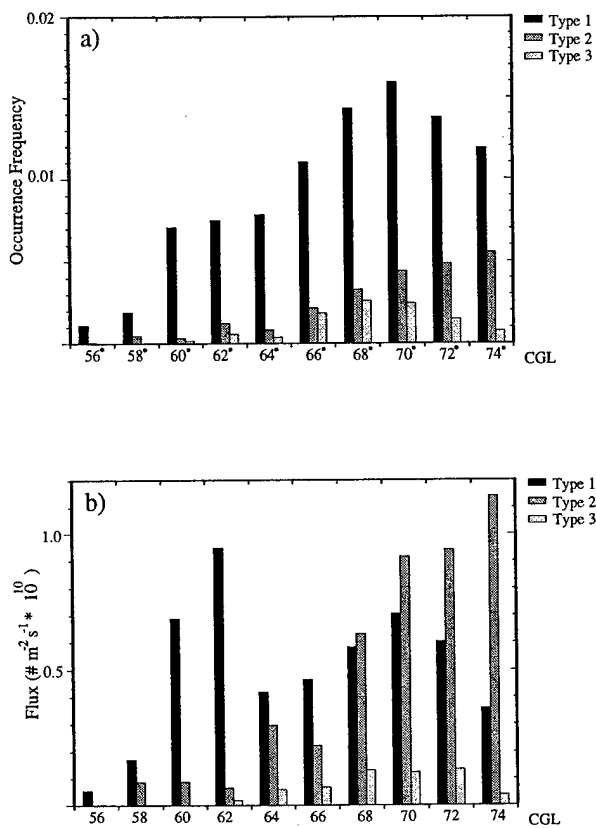 0.02
a)
Type 1
Type 2
Type 3
0.01
Occurrence Frequency
56° 58° 60° 62° 64° 66° 68° 70° 72° 74° CGL
b)
Type 1
Type 2
Type 3
1.0
0.5
Flux (# m⁻² s⁻¹ * 10¹⁰)
56 58 60 62 64 66 68 70 72 74 CGL